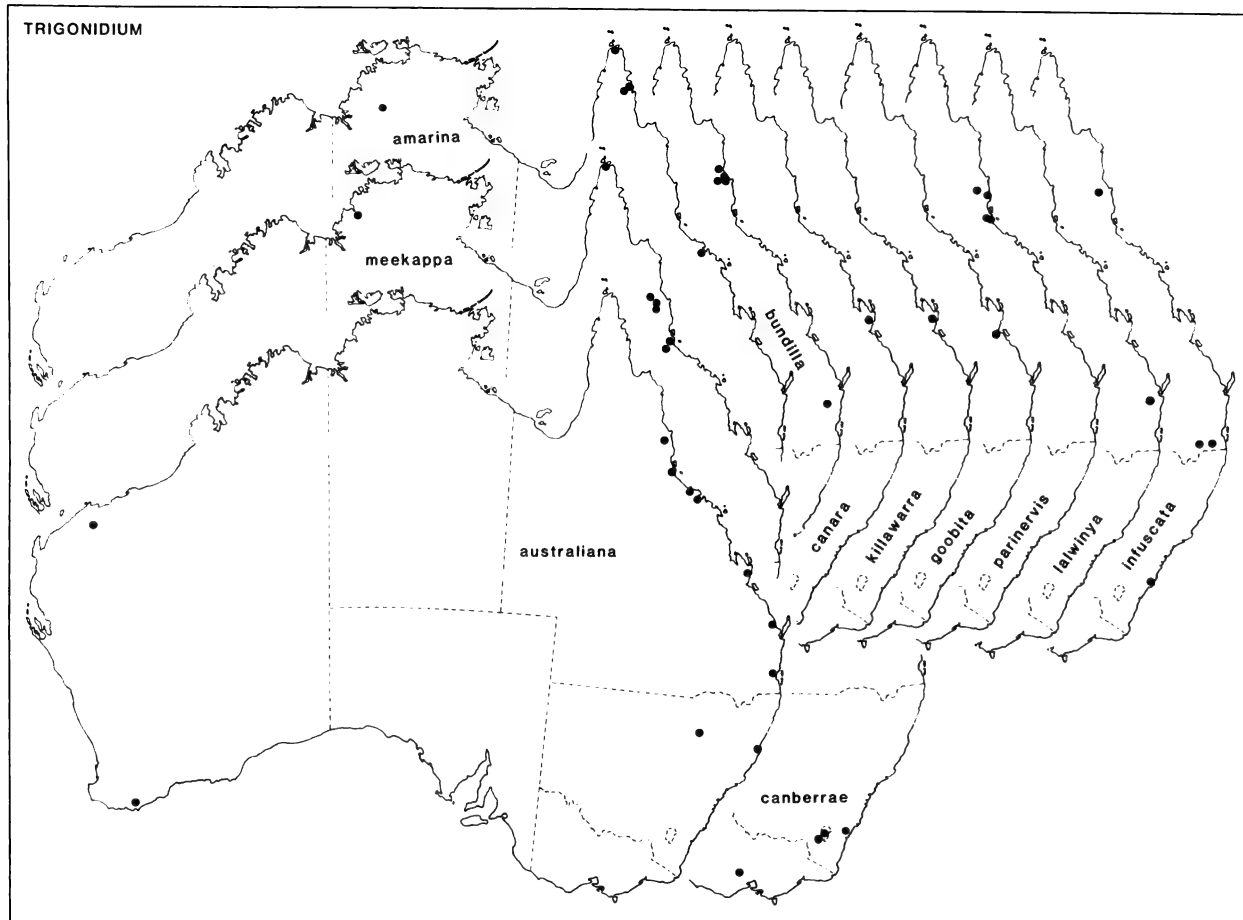 TRIGONIDIUM
amarina
meekappa
bundilla
australiana
canara
killawarra
goobita
parinervis
lalwinya
infuscata
canberrae